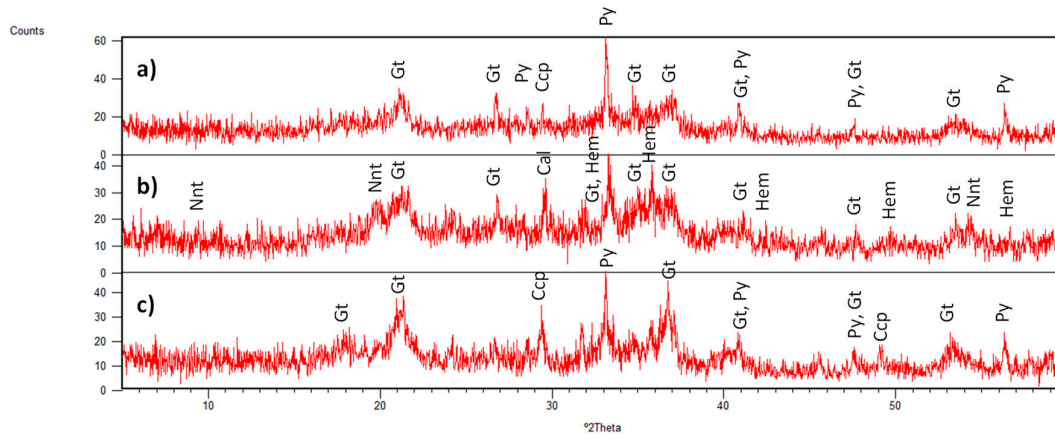 Counts
60
40
20
0
a)
Gt
Gt
Py
Ccp
Py
Gt
Gt
Gt, Py
Py, Gt
Gt
Py
40
30
20
10
0
b)
Nnt
Nnt
Gt
Gt
Cal
Gt, Hem
Gt
Hem
Gt
Gt
Hem
Gt
Hem
Gt
Nnt
Hem
40
30
20
10
0
c)
Gt
Gt
Ccp
Py
Gt
Gt, Py
Py, Gt
Ccp
Gt
Py
10
20
30
40
50
°2Theta